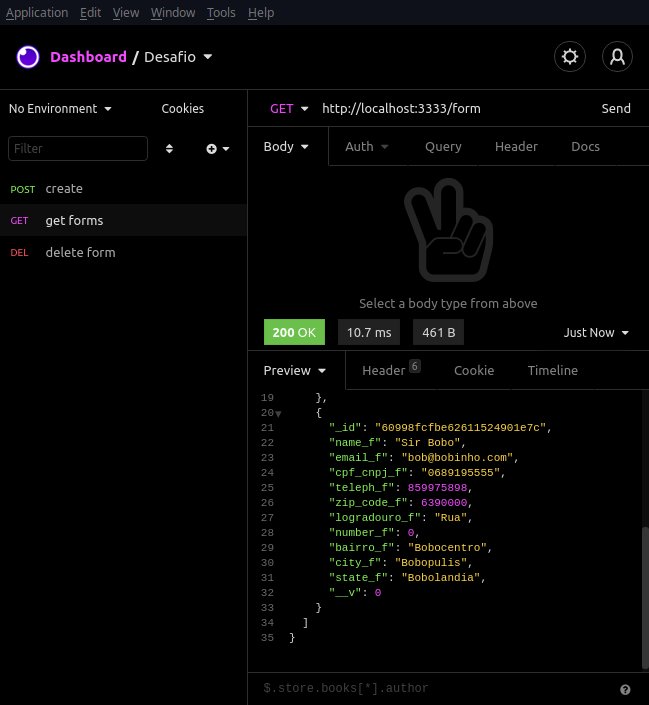 Application Edit View Window Tools Help
Dashboard / Desafio
No Environment Cookies
GET http://localhost:3333/form Send
Filter
Body Auth Query Header Docs
POST create
GET get forms
DEL delete form
Select a body type from above
200 OK 10.7 ms 461 B Just Now
Preview Header 6 Cookie Timeline
19 },
20 {
21 "_id": "60998fcfbe62611524901e7c",
22 "name_f": "Sir Bobo",
23 "email_f": "bob@bobinho.com",
24 "cpf_cnpj_f": "0689195555",
25 "teleph_f": 859975898,
26 "zip_code_f": 6390000,
27 "logradouro_f": "Rua",
28 "number_f": 0,
29 "bairro_f": "Bobocentro",
30 "city_f": "Bobopulis",
31 "state_f": "Bobolandia",
32 "__v": 0
33 }
34 ]
35 }
$.store.books[*].author